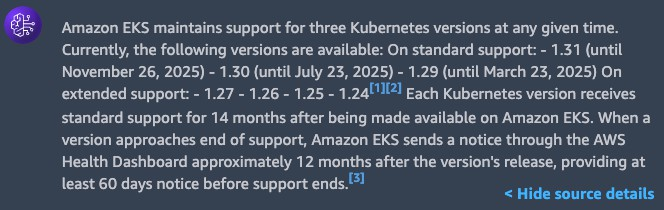 Amazon EKS maintains support for three Kubernetes versions at any given time.
Currently, the following versions are available: On standard support: - 1.31 (until
November 26, 2025) - 1.30 (until July 23, 2025) - 1.29 (until March 23, 2025) On
extended support: - 1.27 - 1.26 - 1.25 - 1.24[1][2] Each Kubernetes version receives
standard support for 14 months after being made available on Amazon EKS. When a
version approaches end of support, Amazon EKS sends a notice through the AWS
Health Dashboard approximately 12 months after the version's release, providing at
least 60 days notice before support ends.[3]
< Hide source details